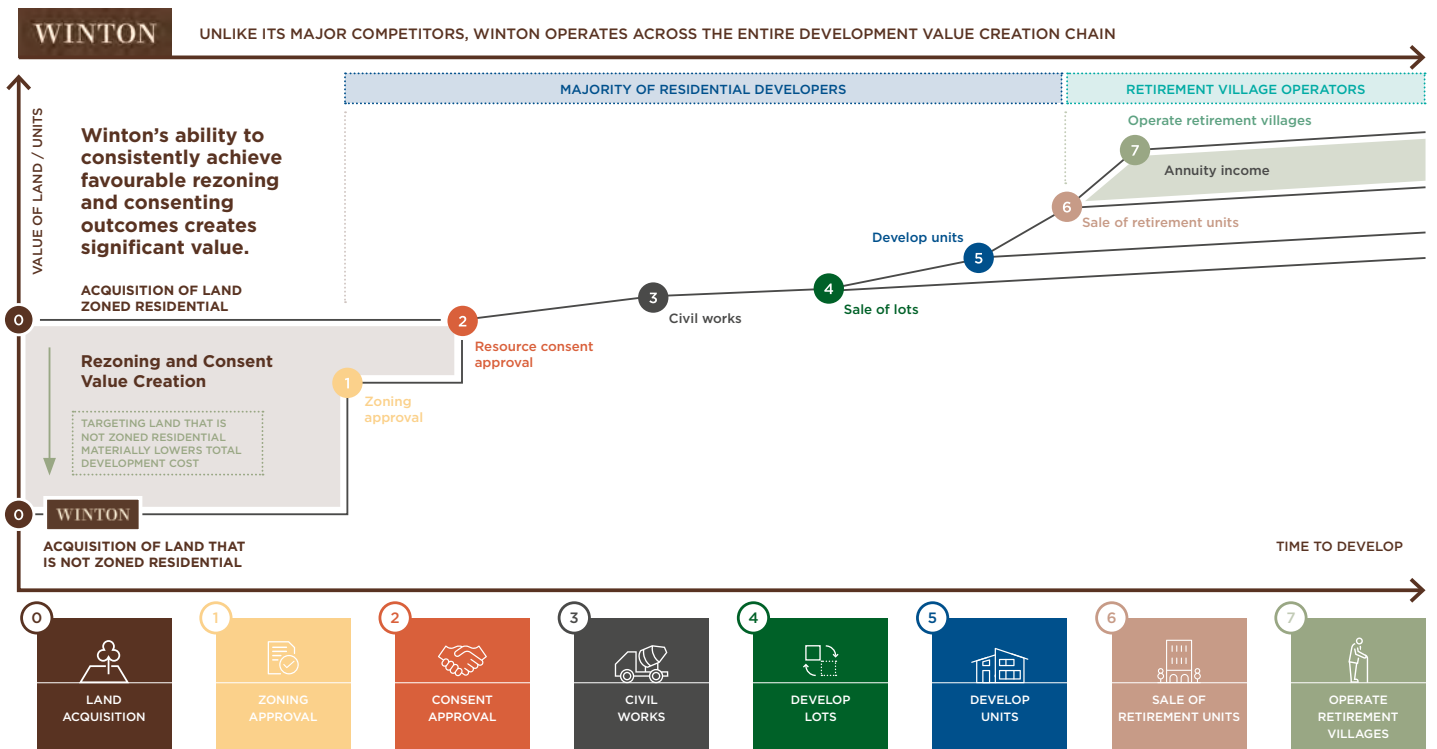 WINTON
UNLIKE ITS MAJOR COMPETITORS, WINTON OPERATES ACROSS THE ENTIRE DEVELOPMENT VALUE CREATION CHAIN
MAJORITY OF RESIDENTIAL DEVELOPERS
RETIREMENT VILLAGE OPERATORS
VALUE OF LAND / UNITS
Winton’s ability to
consistently achieve
favourable rezoning
and consenting
outcomes creates
significant value.
Operate retirement villages
7
Annuity income
6
Sale of retirement units
Develop units
5
4
Sale of lots
3
Civil works
ACQUISITION OF LAND
ZONED RESIDENTIAL
0
2
Resource consent
approval
Rezoning and Consent
Value Creation
1
Zoning
approval
TARGETING LAND THAT IS
NOT ZONED RESIDENTIAL
MATERIALLY LOWERS TOTAL
DEVELOPMENT COST
0
WINTON
ACQUISITION OF LAND THAT
IS NOT ZONED RESIDENTIAL
TIME TO DEVELOP
0
LAND
ACQUISITION
1
ZONING
APPROVAL
2
CONSENT
APPROVAL
3
CIVIL
WORKS
4
DEVELOP
LOTS
5
DEVELOP
UNITS
6
SALE OF
RETIREMENT UNITS
7
OPERATE
RETIREMENT
VILLAGES